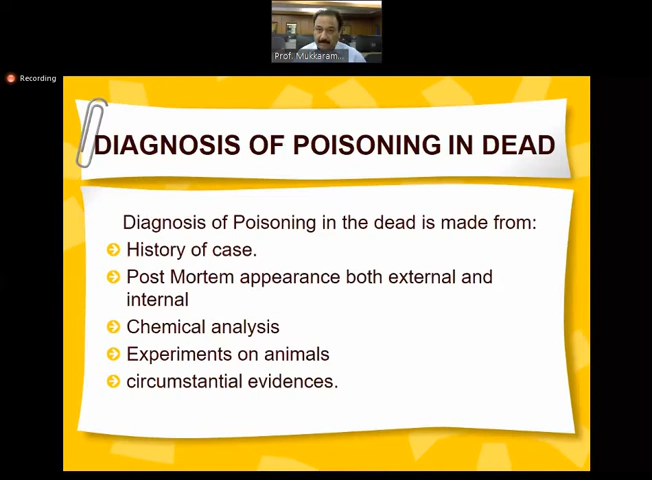 Prof. Mukkaram...
Recording
DIAGNOSIS OF POISONING IN DEAD
Diagnosis of Poisoning in the dead is made from:
History of case.
Post Mortem appearance both external and
internal
Chemical analysis
Experiments on animals
circumstantial evidences.